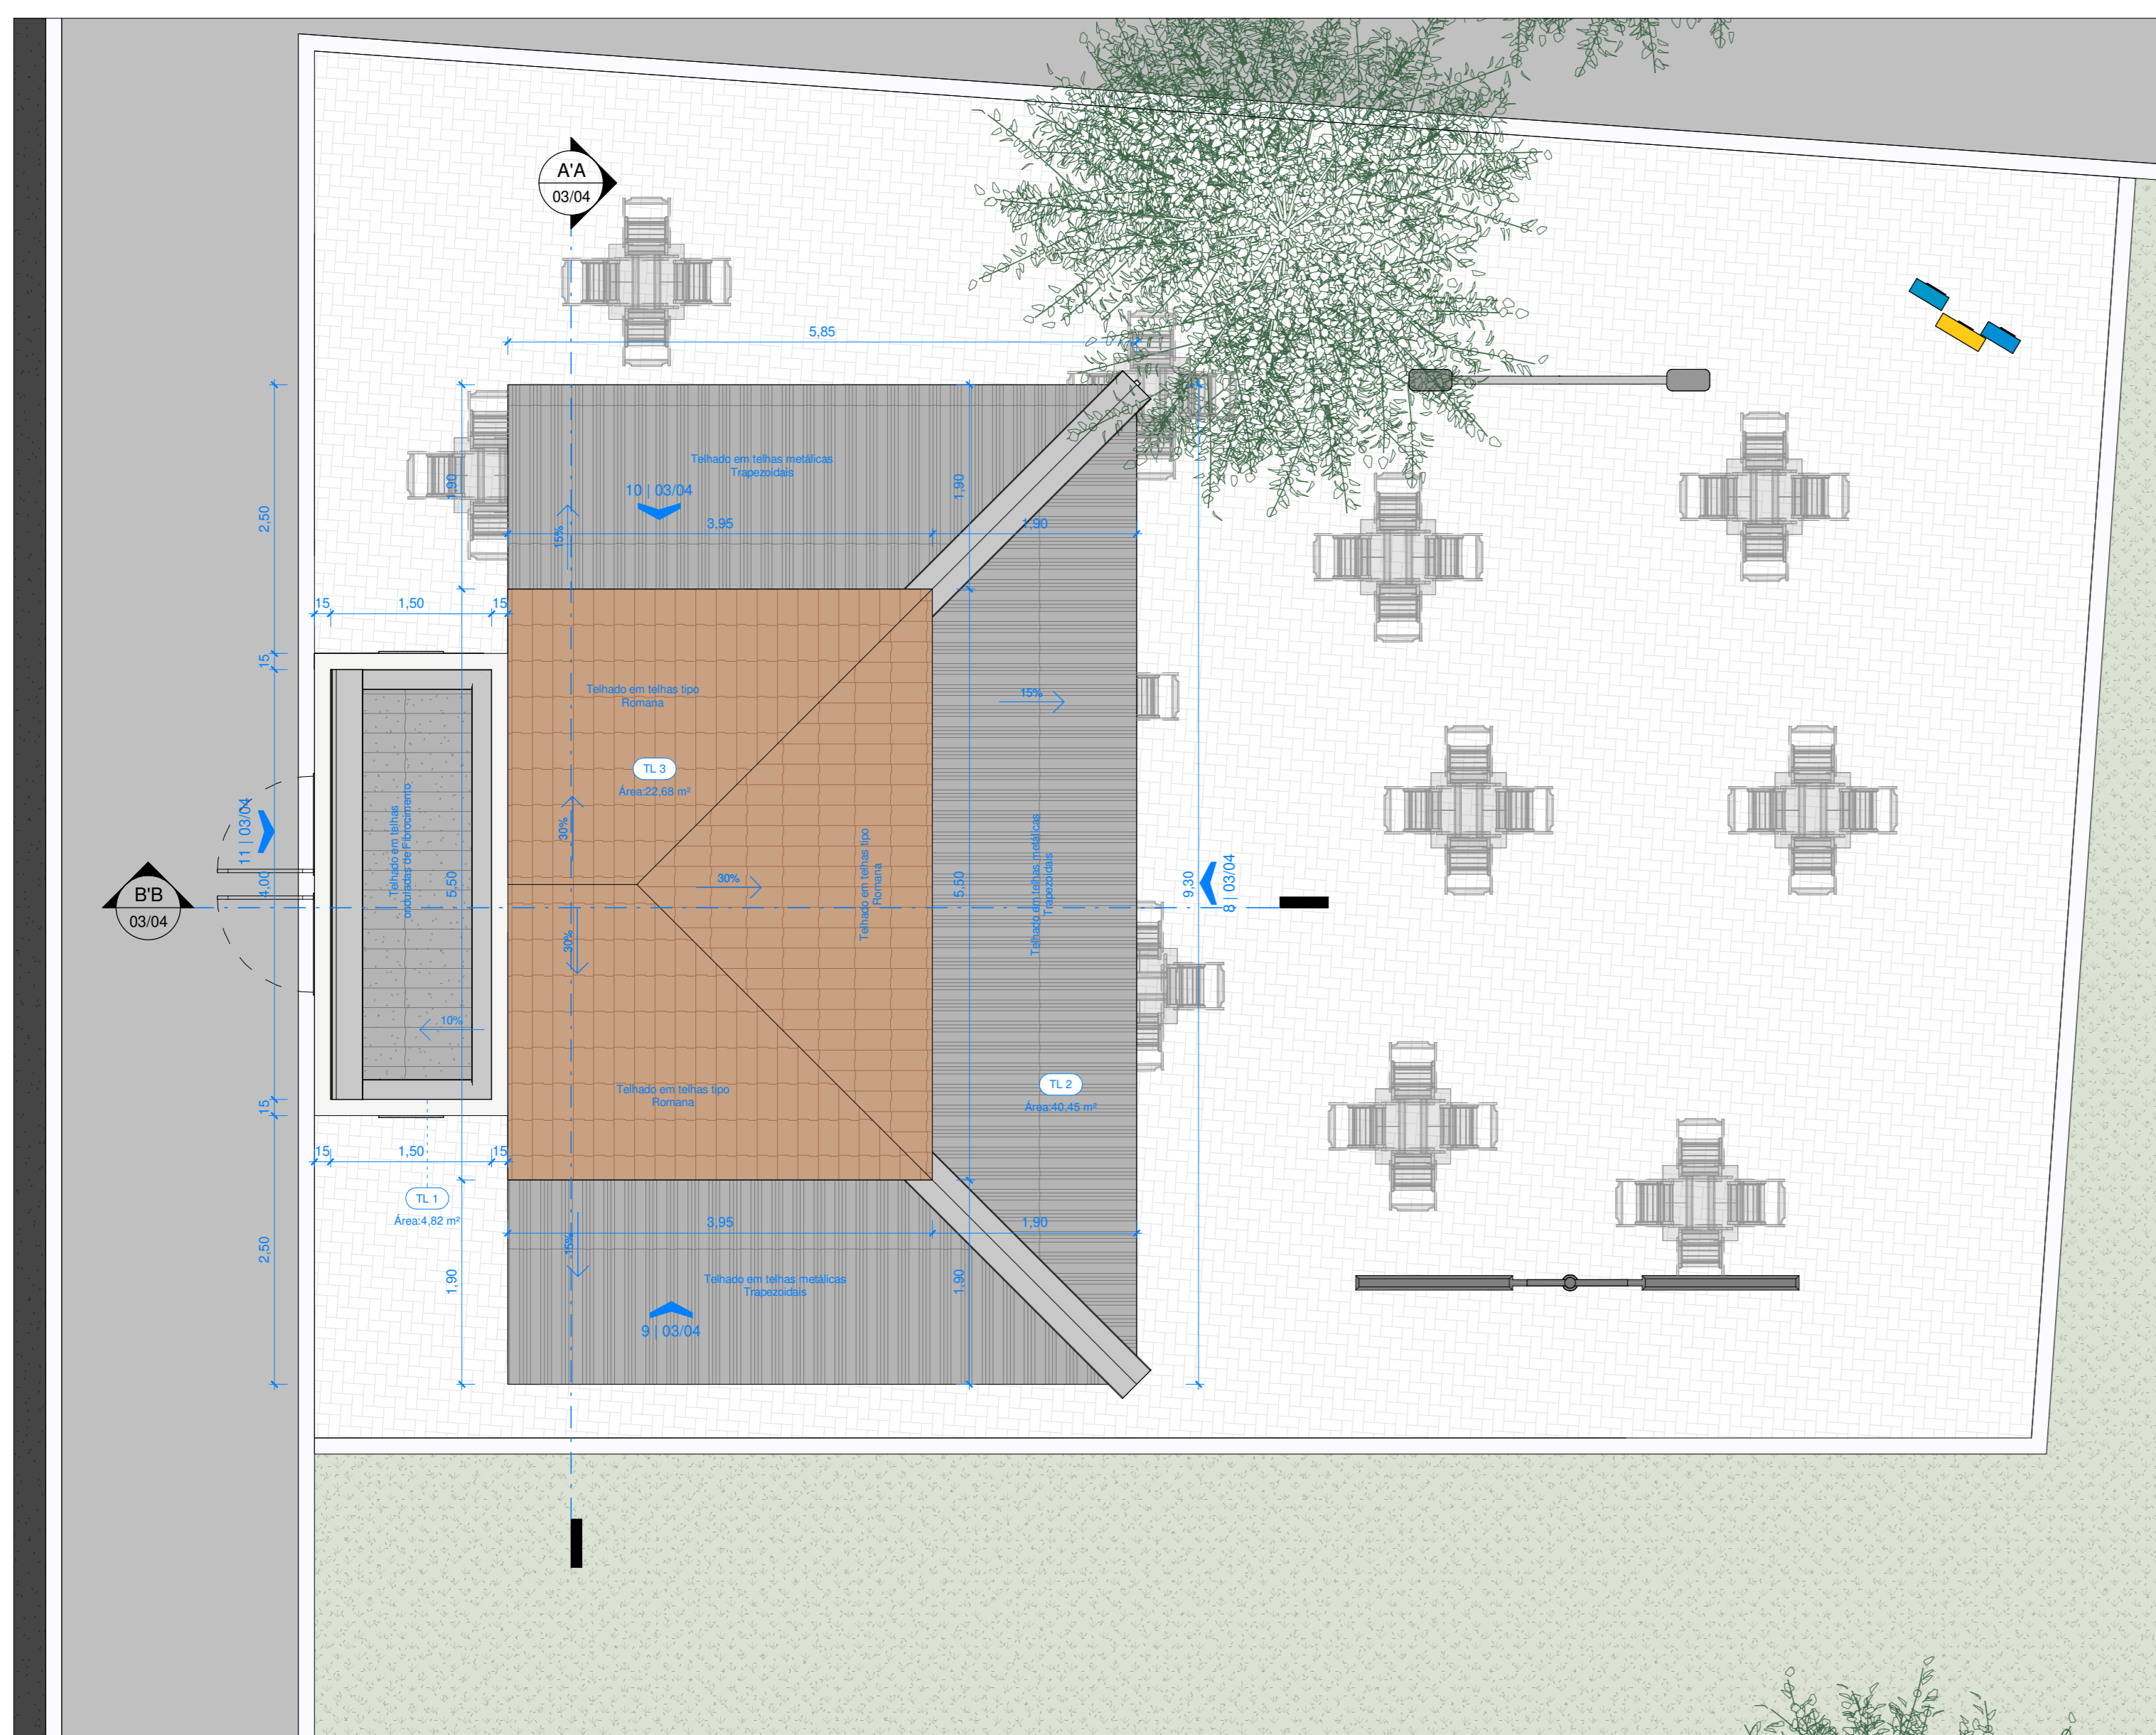 A'A
03/04
5,85
Telhado em telhas metálicas
Trapezoidais
10 | 03/04
1,90
1,90
2,50
15%
3,95
1,90
15
1,50
15
15
Telhado em telhas tipo
Romana
15%
TL 3
Área:22,68 m²
30%
Telhado em telhas
onduladas de Fibrocimento
11 | 03/04
4,00
5,50
30%
Telhado em telhas tipo
Romana
5,50
Telhado em telhas metálicas
Trapezoidais
9,30
8 | 03/04
B'B
03/04
30%
10%
Telhado em telhas tipo
Romana
TL 2
Área:40,45 m²
15
15
1,50
15
TL 1
Área:4,82 m²
2,50
15%
3,95
1,90
1,90
Telhado em telhas metálicas
Trapezoidais
1,90
9 | 03/04